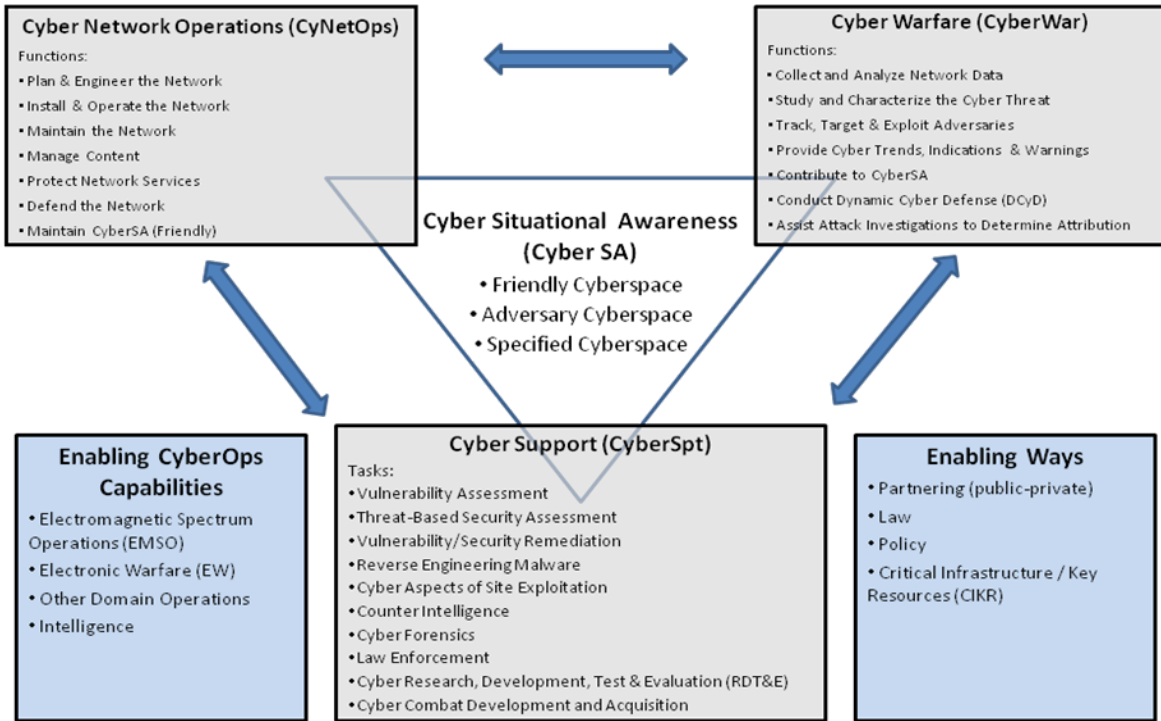 Cyber Network Operations (CyNetOps)
Functions:
▪ Plan & Engineer the Network
▪ Install & Operate the Network
▪ Maintain the Network
▪ Manage Content
▪ Protect Network Services
▪ Defend the Network
▪ Maintain CyberSA (Friendly)
Cyber Warfare (CyberWar)
Functions:
▪ Collect and Analyze Network Data
▪ Study and Characterize the Cyber Threat
▪ Track, Target & Exploit Adversaries
▪ Provide Cyber Trends, Indications & Warnings
▪ Contribute to CyberSA
▪ Conduct Dynamic Cyber Defense (DCyD)
▪ Assist Attack Investigations to Determine Attribution
Cyber Situational Awareness
(Cyber SA)
• Friendly Cyberspace
• Adversary Cyberspace
• Specified Cyberspace
Enabling CyberOps
Capabilities
• Electromagnetic Spectrum
Operations (EMSO)
• Electronic Warfare (EW)
• Other Domain Operations
• Intelligence
Cyber Support (CyberSpt)
Tasks:
• Vulnerability Assessment
• Threat-Based Security Assessment
• Vulnerability/Security Remediation
• Reverse Engineering Malware
• Cyber Aspects of Site Exploitation
• Counter Intelligence
• Cyber Forensics
• Law Enforcement
• Cyber Research, Development, Test & Evaluation (RDT&E)
• Cyber Combat Development and Acquisition
Enabling Ways
• Partnering (public-private)
• Law
• Policy
• Critical Infrastructure / Key
Resources (CIKR)